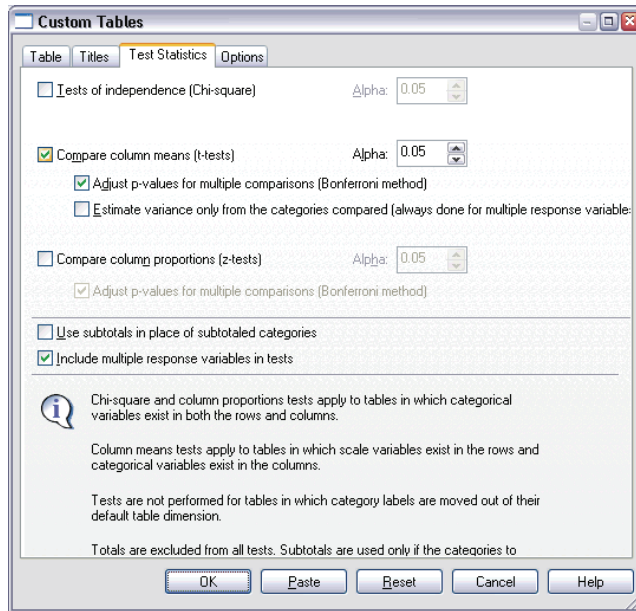 Custom Tables
Table Titles Test Statistics Options
Tests of independence (Chi-square) Alpha: 0.05
Compare column means (t-tests) Alpha: 0.05
Adjust p-values for multiple comparisons (Bonferroni method)
Estimate variance only from the categories compared (always done for multiple response variable
Compare column proportions (z-tests) Alpha: 0.05
Adjust p-values for multiple comparisons (Bonferroni method)
Use subtotals in place of subtotaled categories
Include multiple response variables in tests
Chi-square and column proportions tests apply to tables in which categorical
variables exist in both the rows and columns.
Column means tests apply to tables in which scale variables exist in the rows and
categorical variables exist in the columns.
Tests are not performed for tables in which category labels are moved out of their
default table dimension.
Totals are excluded from all tests. Subtotals are used only if the categories to
OK Paste Reset Cancel Help